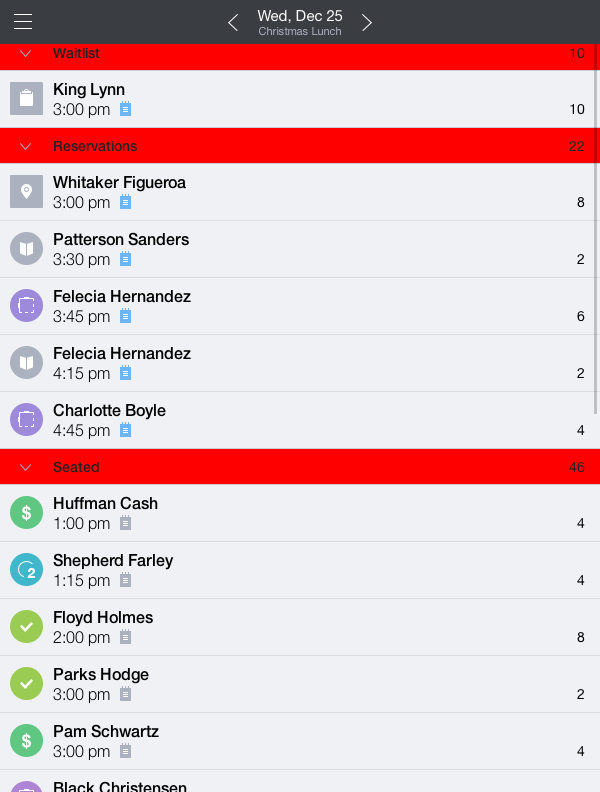 Wed, Dec 25
Christmas Lunch
Waitlist 10
King Lynn
3:00 pm 10
Reservations 22
Whitaker Figueroa
3:00 pm 8
Patterson Sanders
3:30 pm 2
Felecia Hernandez
3:45 pm 6
Felecia Hernandez
4:15 pm 2
Charlotte Boyle
4:45 pm 4
Seated 46
Huffman Cash
$
1:00 pm 4
Shepherd Farley
2
1:15 pm 4
Floyd Holmes
2:00 pm 8
Parks Hodge
3:00 pm 2
Pam Schwartz
$
3:00 pm 4
Black Christensen